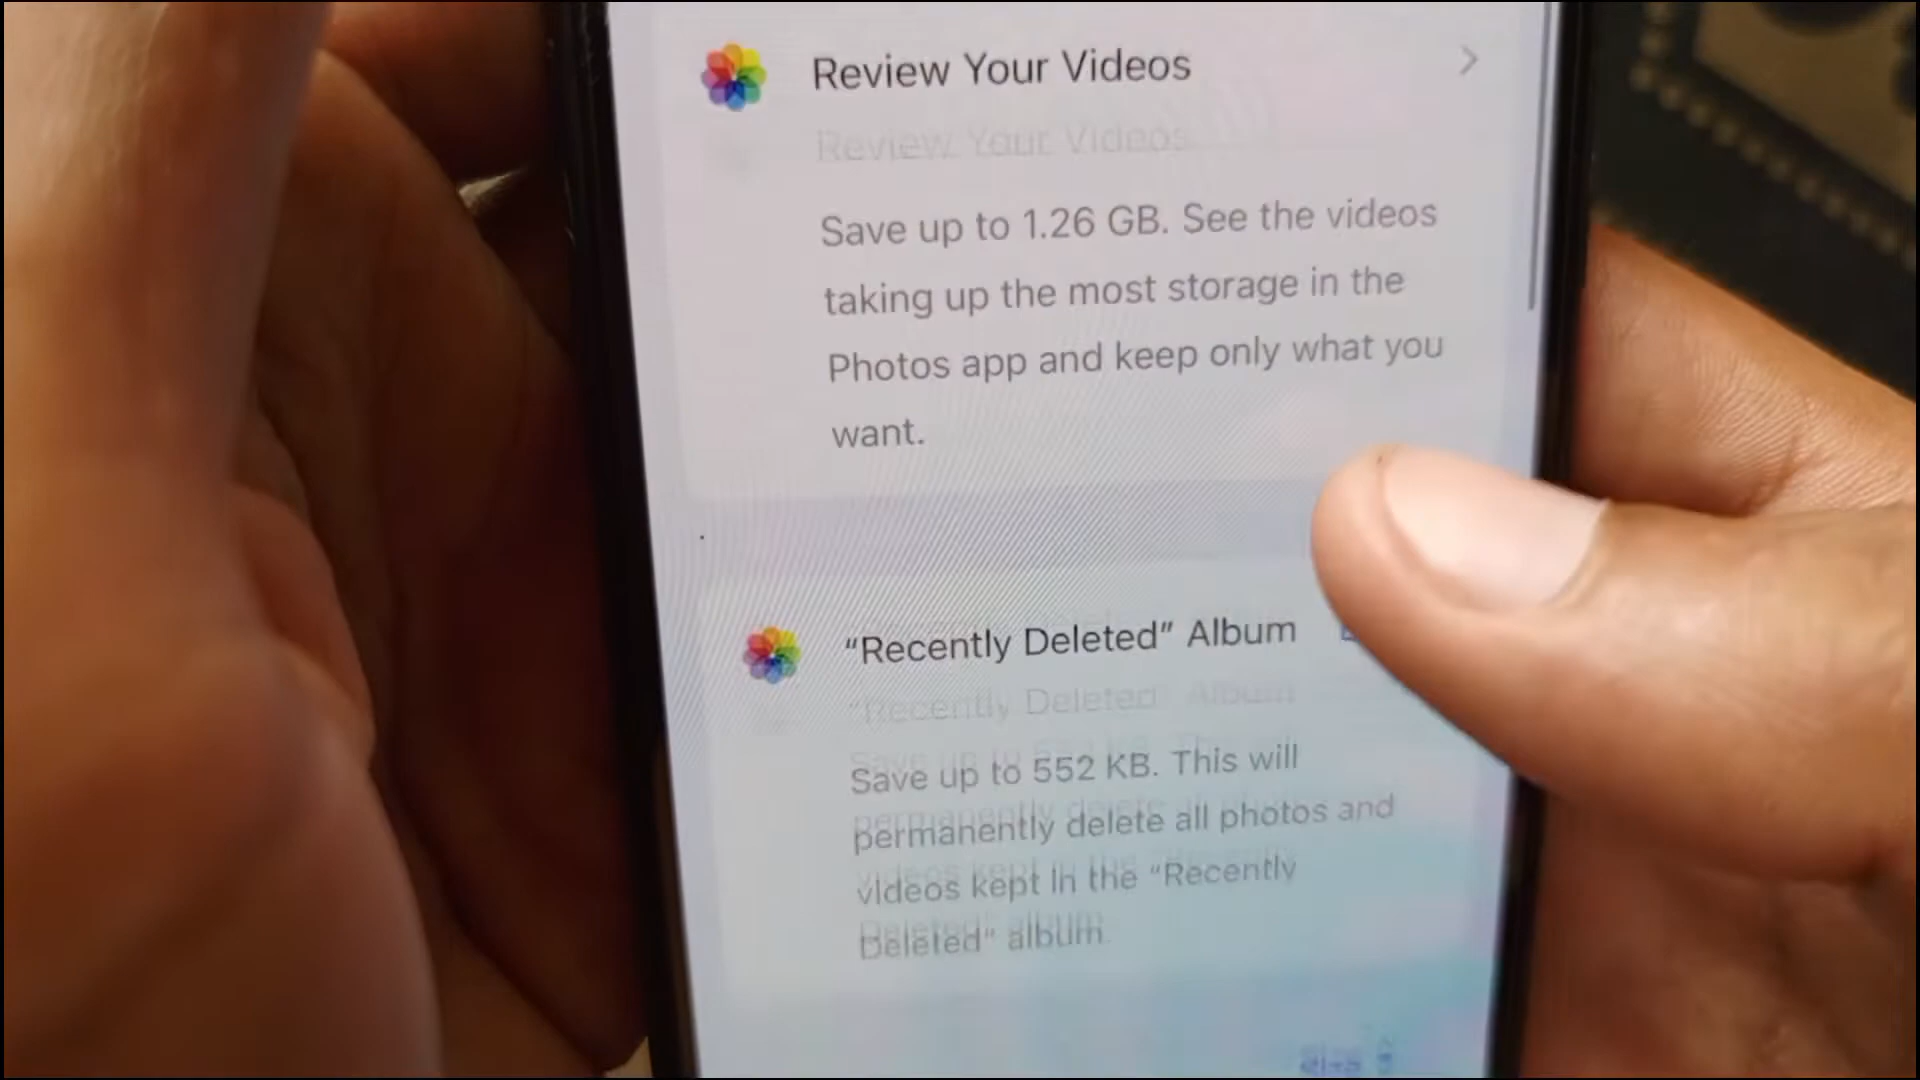 Review Your Videos
Save up to 1.26 GB. See the videos
taking up the most storage in the
Photos app and keep only what you
want.
“Recently Deleted” Album
Save up to 552 KB. This will
permanently delete all photos and
videos kept in the “Recently
Deleted” album.